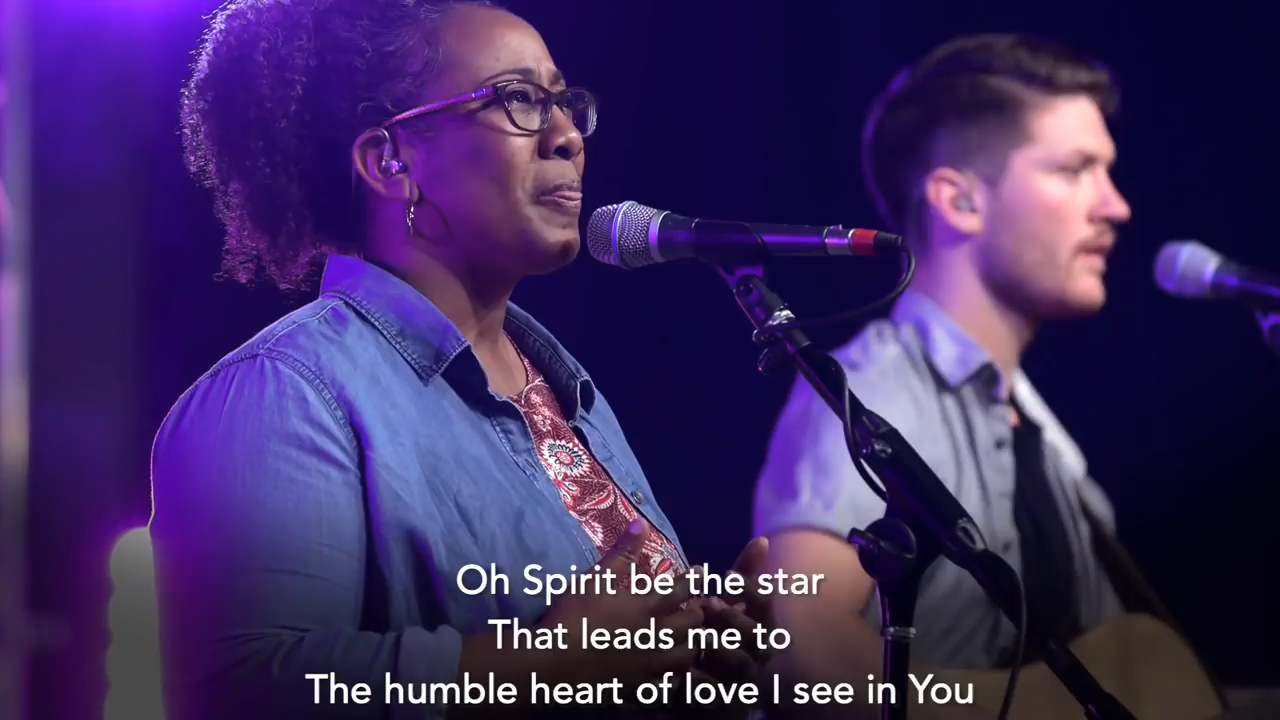 Oh Spirit be the star
That leads me to
The humble heart of love I see in You